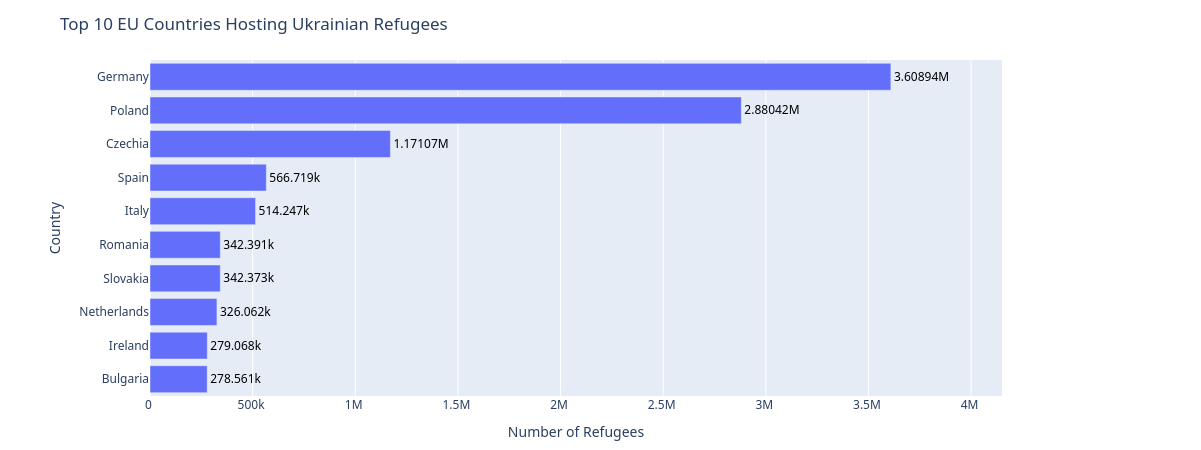 Top 10 EU Countries Hosting Ukrainian Refugees
Country
Germany 3.60894M
Poland 2.88042M
Czechia 1.17107M
Spain 566.719k
Italy 514.247k
Romania 342.391k
Slovakia 342.373k
Netherlands 326.062k
Ireland 279.068k
Bulgaria 278.561k
0 500k 1M 1.5M 2M 2.5M 3M 3.5M 4M
Number of Refugees